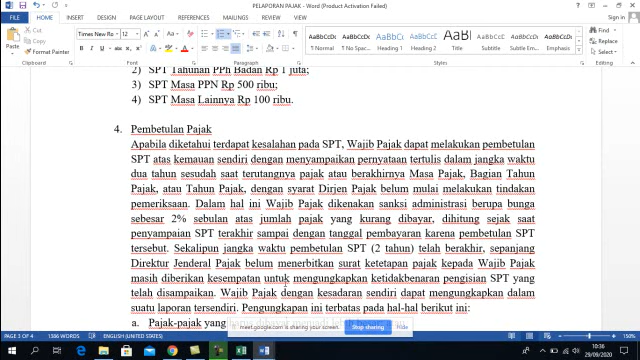 PELAPORAN PAJAK - Word (Product Activation Failed)
FILE HOME INSERT DESIGN PAGE LAYOUT REFERENCES MAILINGS REVIEW VIEW
Sign in
Paste
Cut
Copy
Format Painter
Clipboard
Times New Ro 12
Font
Paragraph
AaBbCcDc AaBbCcDc AaBbCc AaBbCcC AaBl AaBbCcC AaBbCcDc AaBbCcDc
¶ Normal ¶ No Spac... Heading 1 Heading 2 Title Subtitle Subtle Em... Emphasis
Styles
Find
Replace
Select
Editing
2) SPT Tahunan PPh Badan Rp 1 juta;
3) SPT Masa PPN Rp 500 ribu;
4) SPT Masa Lainnya Rp 100 ribu.
4. Pembetulan Pajak
Apabila diketahui terdapat kesalahan pada SPT, Wajib Pajak dapat melakukan pembetulan
SPT atas kemauan sendiri dengan menyampaikan pernyataan tertulis dalam jangka waktu
dua tahun sesudah saat terutangnya pajak atau berakhirnya Masa Pajak, Bagian Tahun
Pajak, atau Tahun Pajak, dengan syarat Dirjen Pajak belum mulai melakukan tindakan
pemeriksaan. Dalam hal ini Wajib Pajak dikenakan sanksi administrasi berupa bunga
sebesar 2% sebulan atas jumlah pajak yang kurang dibayar, dihitung sejak saat
penyampaian SPT terakhir sampai dengan tanggal pembayaran karena pembetulan SPT
tersebut. Sekalipun jangka waktu pembetulan SPT (2 tahun) telah berakhir, sepanjang
Direktur Jenderal Pajak belum menerbitkan surat ketetapan pajak kepada Wajib Pajak
masih diberikan kesempatan untuk mengungkapkan ketidakbenaran pengisian SPT yang
telah disampaikan. Wajib Pajak dengan kesadaran sendiri dapat mengungkapkan dalam
suatu laporan tersendiri. Pengungkapan ini terbatas pada hal-hal berikut ini:
a. Pajak-pajak yang
meet.google.com is sharing your screen. Stop sharing Hide
PAGE 3 OF 4 1386 WORDS ENGLISH (UNITED STATES) 150%
10:36
29/09/2020